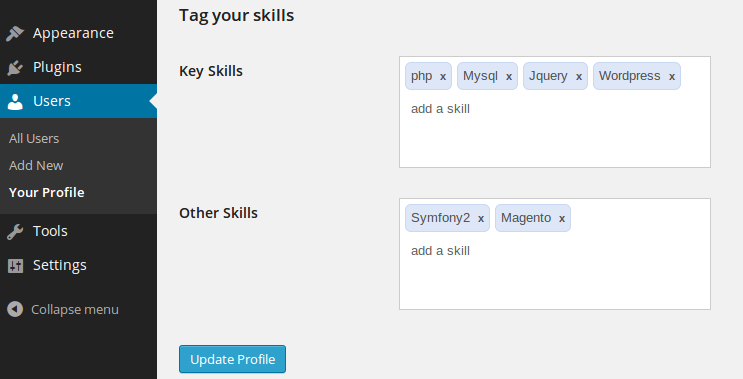 Appearance
Plugins
Users
All Users
Add New
Your Profile
Tools
Settings
Collapse menu
Tag your skills
Key Skills
php x Mysql x Jquery x Wordpress x
add a skill
Other Skills
Symfony2 x Magento x
add a skill
Update Profile